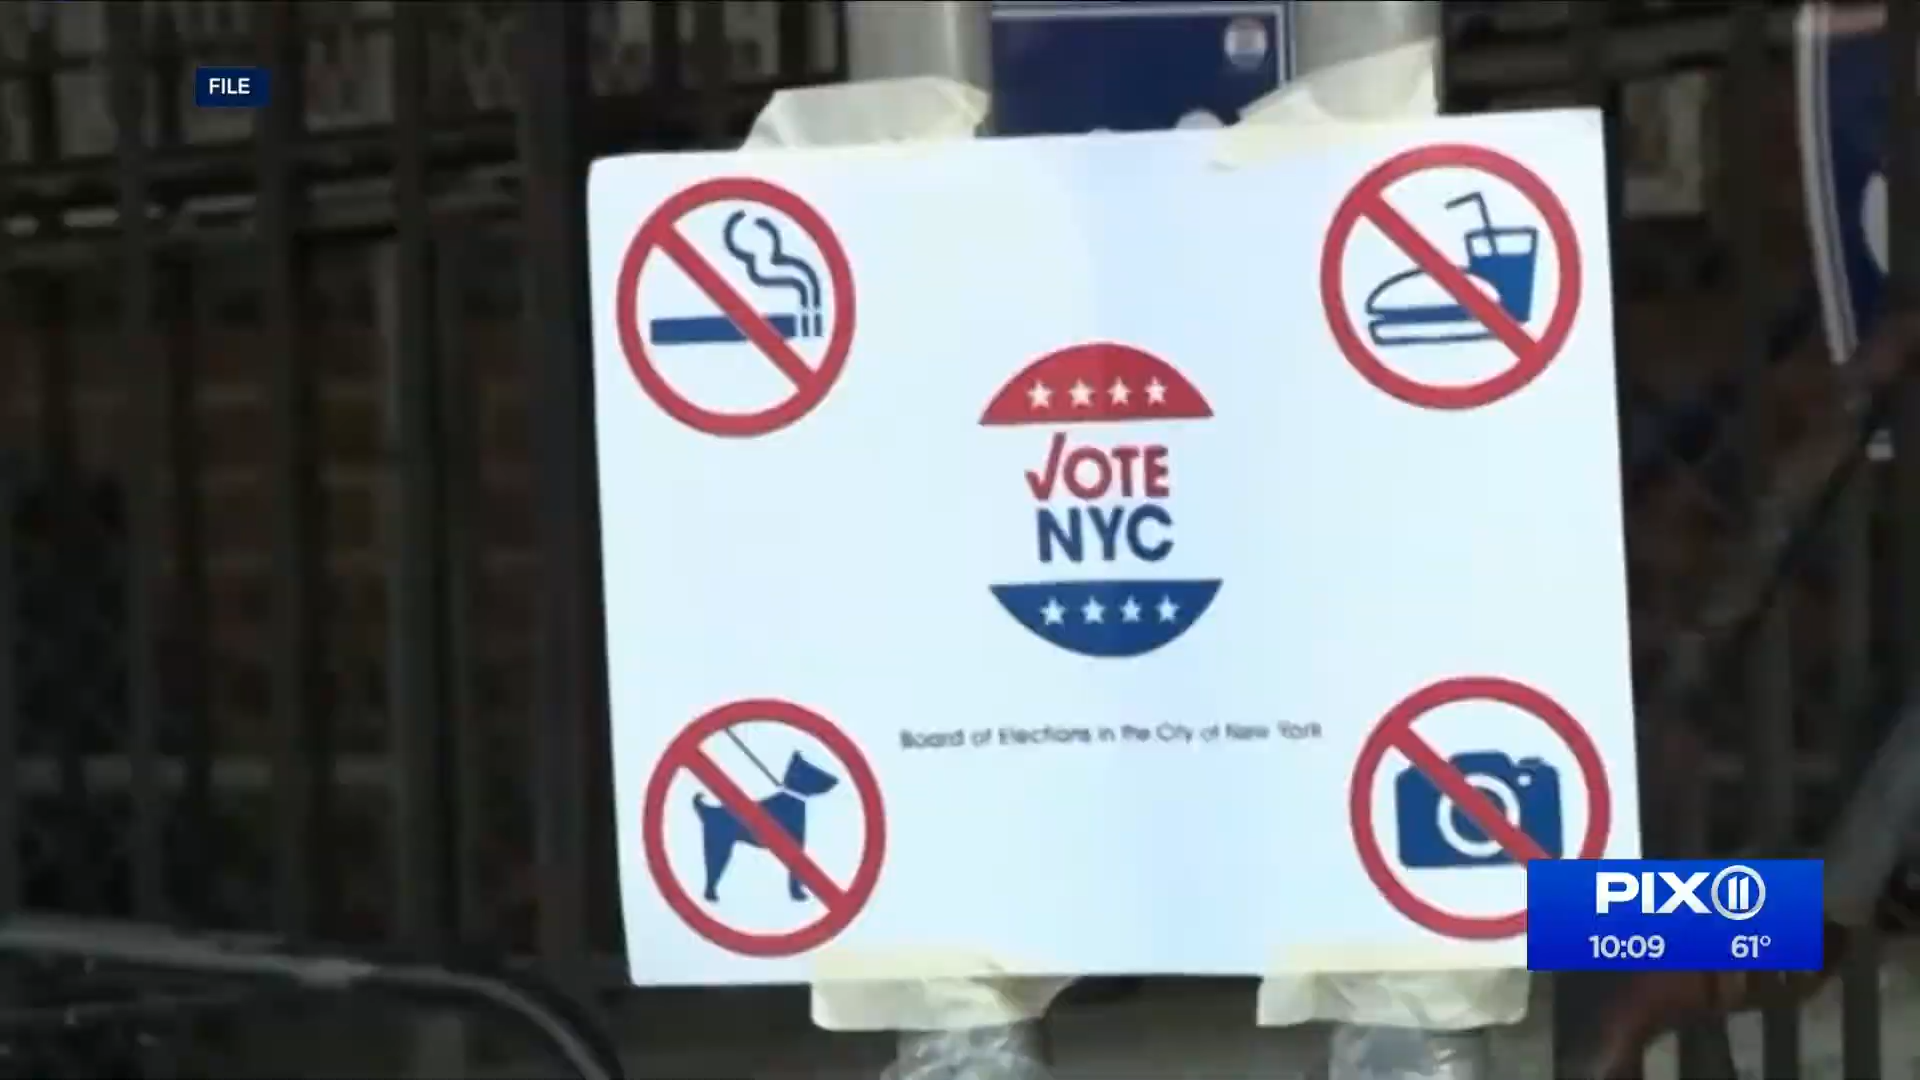 FILE
VOTE
NYC
Board of Elections in the City of New York
PIX11
10:09 61°